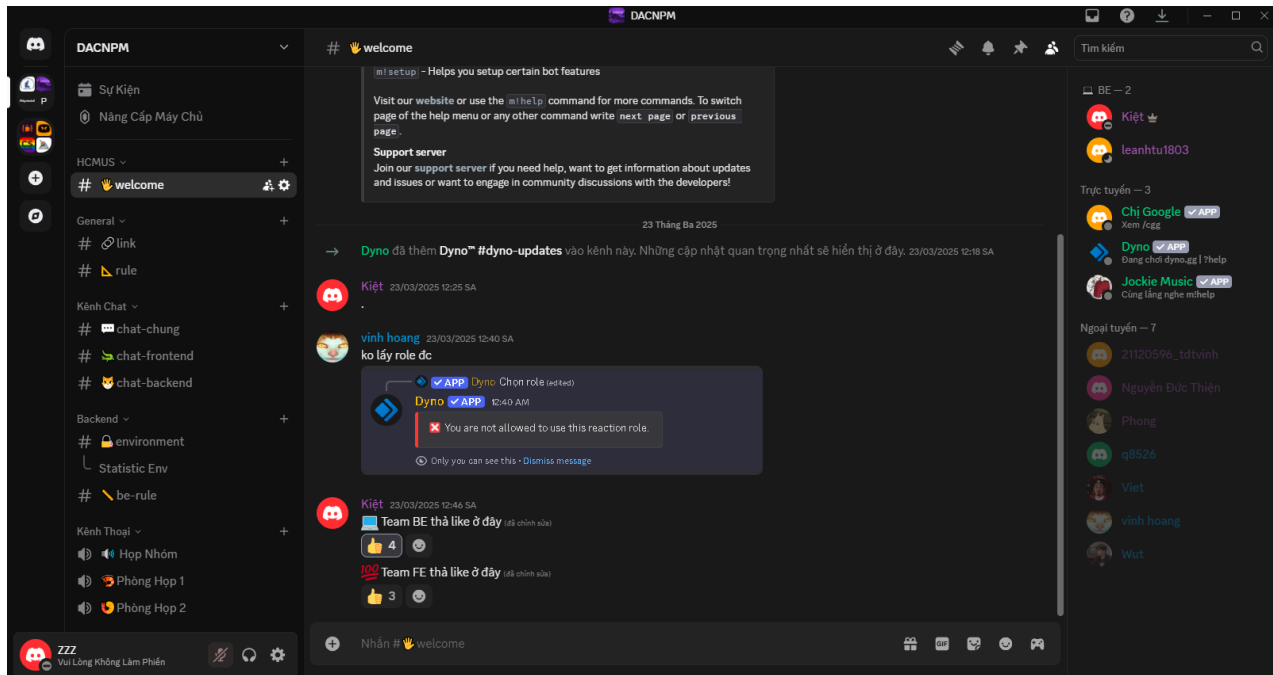 DACNPM
DACNPM
Sự Kiện
Nâng Cấp Máy Chủ
HCMUS
# 🖐welcome
General
# 🔗link
# 📐rule
Kênh Chat
# 💬chat-chung
# 🦎chat-frontend
# 🐯chat-backend
Backend
# 🔒environment
Statistic Env
# 📏be-rule
Kênh Thoại
🔊Họp Nhóm
Phòng Họp 1
Phòng Họp 2
zzz
Vui Lòng Không Làm Phiền
# 🖐welcome
m!setup - Helps you setup certain bot features
Visit our website or use the m!help command for more commands. To switch
page of the help menu or any other command write next page or previous
page.
Support server
Join our support server if you need help, want to get information about updates
and issues or want to engage in community discussions with the developers!
23 Tháng Ba 2025
Dyno đã thêm Dyno™ #dyno-updates vào kênh này. Những cập nhật quan trọng nhất sẽ hiển thị ở đây. 23/03/2025 12:18 SA
Kiệt 23/03/2025 12:25 SA
.
vinh hoang 23/03/2025 12:40 SA
ko lấy role đc
✓ APP Dyno Chọn role (edited)
Dyno ✓ APP 12:40 AM
❌ You are not allowed to use this reaction role.
Only you can see this • Dismiss message
Kiệt 23/03/2025 12:46 SA
💻 Team BE thả like ở đây (đã chỉnh sửa)
👍 4
💯 Team FE thả like ở đây (đã chỉnh sửa)
👍 3
Nhắn #🖐welcome
GIF
Tìm kiếm
BE — 2
Kiệt
leanhtu1803
Trực tuyến — 3
Chị Google ✓ APP
Xem /cgg
Dyno ✓ APP
Đang chơi dyno.gg | ?help
Jockie Music ✓ APP
Cùng lắng nghe m!help
Ngoại tuyến — 7
21120596_tdtvinh
Nguyễn Đức Thiện
Phong
q8526
Viet
vinh hoang
Wut